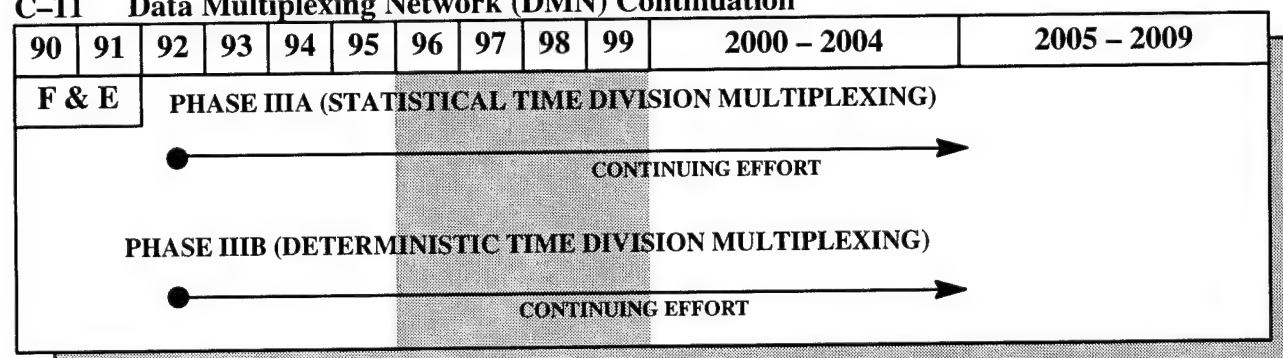 C–11 Data Multiplexing Network (DMN) Continuation
90 91 92 93 94 95 96 97 98 99 2000 – 2004 2005 – 2009
F & E PHASE IIIA (STATISTICAL TIME DIVISION MULTIPLEXING)
CONTINUING EFFORT
PHASE IIIB (DETERMINISTIC TIME DIVISION MULTIPLEXING)
CONTINUING EFFORT